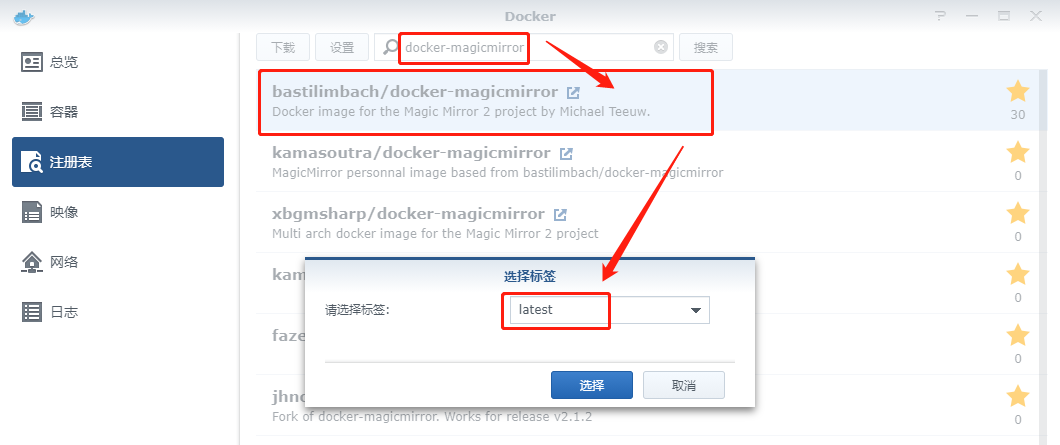 Docker
总览
容器
注册表
映像
网络
日志
下载
设置
docker-magicmirror
搜索
bastilimbach/docker-magicmirror
Docker image for the Magic Mirror 2 project by Michael Teeuw.
30
kamasoutra/docker-magicmirror
MagicMirror personnal image based from bastilimbach/docker-magicmirror
0
xbgmsharp/docker-magicmirror
Multi arch docker image for the Magic Mirror 2 project
0
kam
0
faze
0
jhn
Fork of docker-magicmirror. Works for release v2.1.2
0
选择标签
请选择标签:
latest
选择
取消